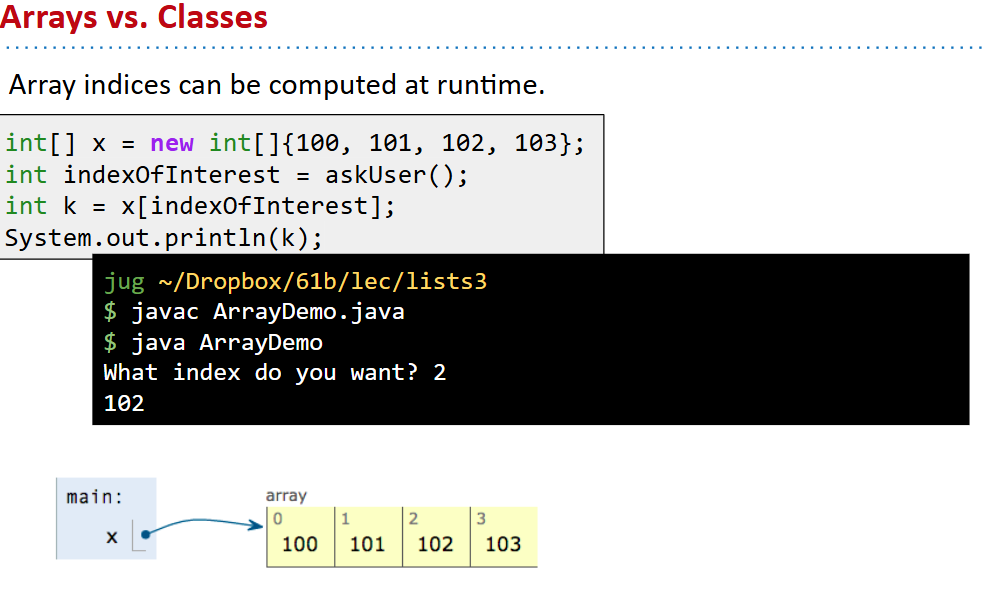 Arrays vs. Classes
Array indices can be computed at runtime.
int[] x = new int[]{100, 101, 102, 103};
int indexOfInterest = askUser();
int k = x[indexOfInterest];
System.out.println(k);
jug ~/Dropbox/61b/lec/lists3
$ javac ArrayDemo.java
$ java ArrayDemo
What index do you want? 2
102
main:
x
array
0 1 2 3
100 101 102 103